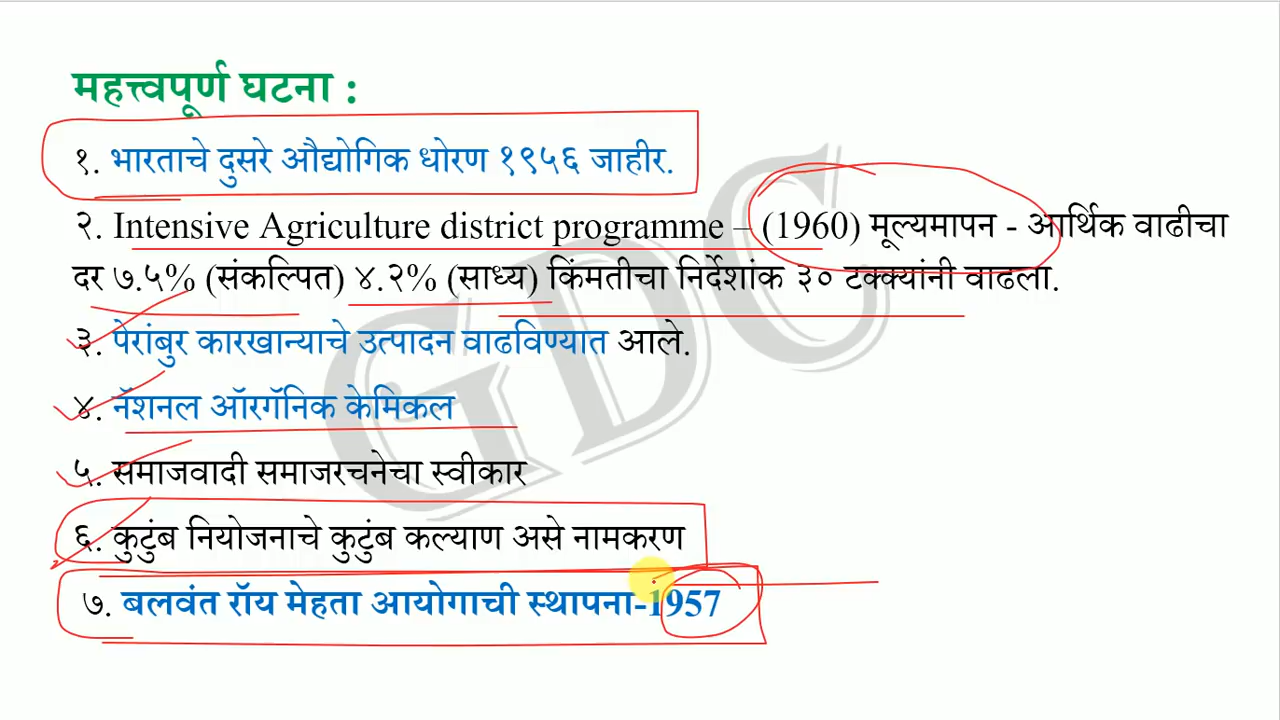 महत्त्वपूर्ण घटना :
१. भारताचे दुसरे औद्योगिक धोरण १९५६ जाहीर.
२. Intensive Agriculture district programme – (1960) मूल्यमापन - आर्थिक वाढीचा
दर ७.५% (संकल्पित) ४.२% (साध्य) किंमतीचा निर्देशांक ३० टक्क्यांनी वाढला.
३. पेरांबुर कारखान्याचे उत्पादन वाढविण्यात आले.
४. नॅशनल ऑरगॅनिक केमिकल
५. समाजवादी समाजरचनेचा स्वीकार
६. कुटुंब नियोजनाचे कुटुंब कल्याण असे नामकरण
७. बलवंत रॉय मेहता आयोगाची स्थापना-1957
GDC